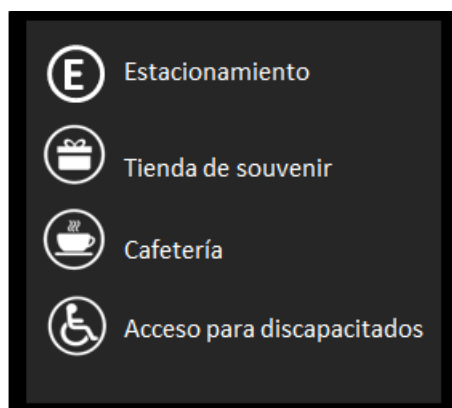 E Estacionamiento
Tienda de souvenir
Cafetería
Acceso para discapacitados